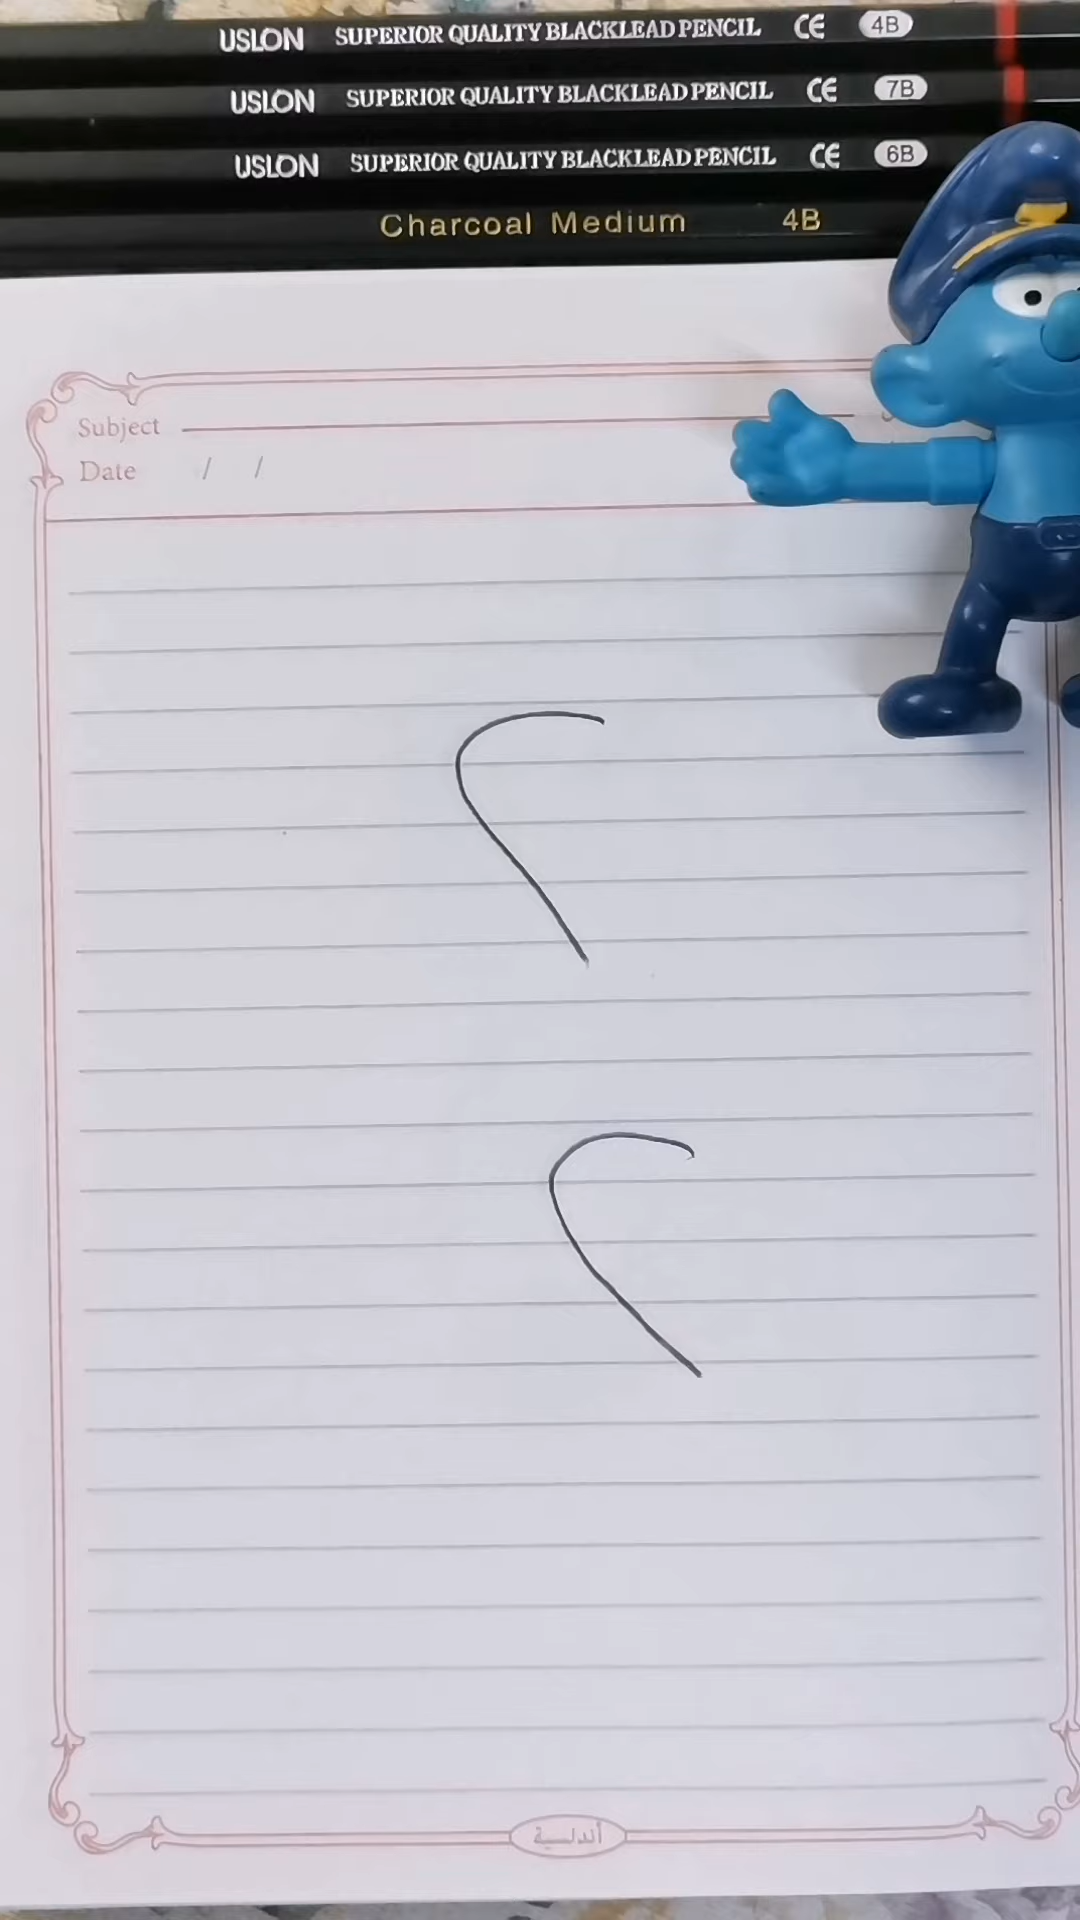 USLON SUPERIOR QUALITY BLACKLEAD PENCIL CE 4B
USLON SUPERIOR QUALITY BLACKLEAD PENCIL CE 7B
USLON SUPERIOR QUALITY BLACKLEAD PENCIL CE 6B
Charcoal Medium 4B
Subject
Date / /
أندلسية